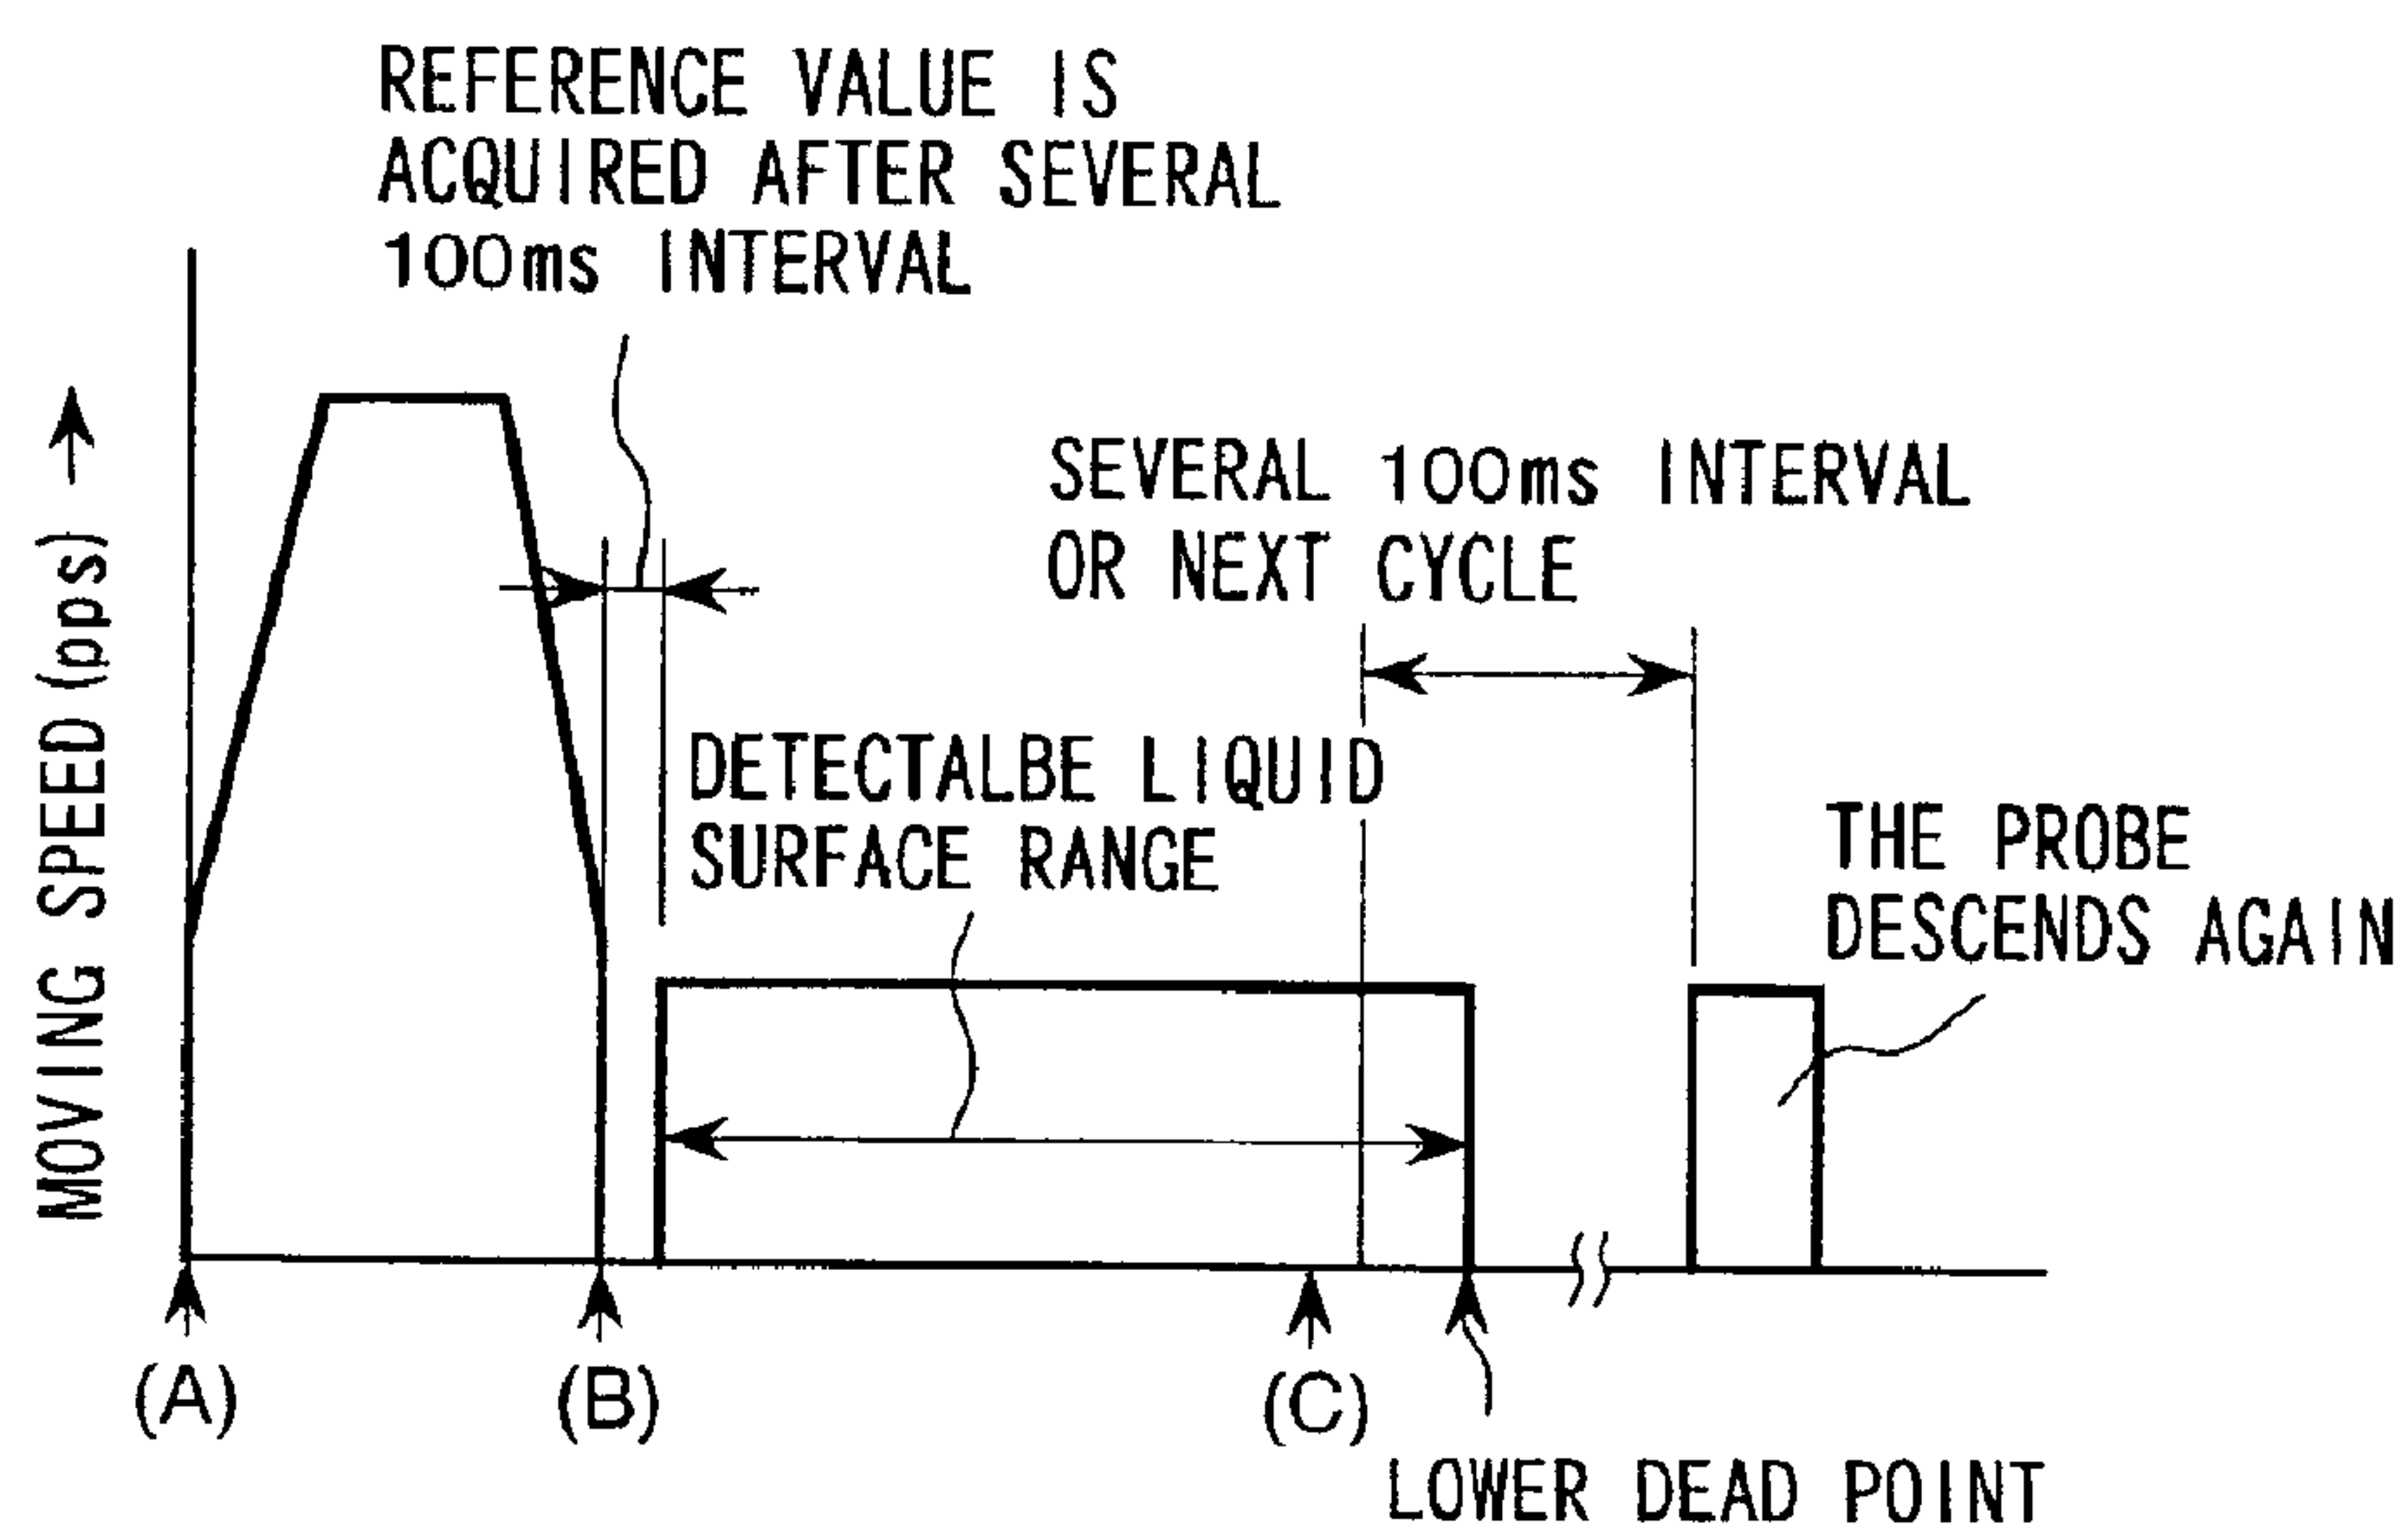 REFERENCE VALUE IS
ACQUIRED AFTER SEVERAL
100ms INTERVAL
SEVERAL 100ms INTERVAL
OR NEXT CYCLE
DETECTALBE LIQUID
SURFACE RANGE
THE PROBE
DESCENDS AGAIN
MOVING SPEED (ops) →
(A)
(B)
(C)
LOWER DEAD POINT